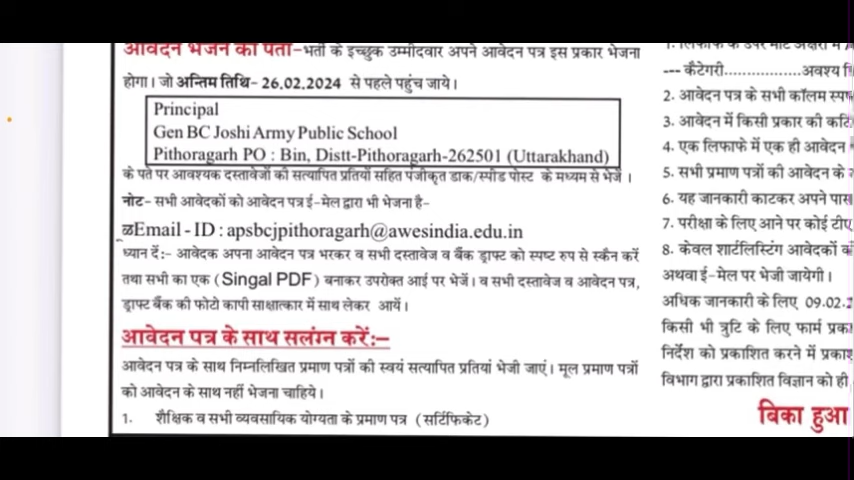 आवेदन भेजने का पता-भर्ती के इच्छुक उम्मीदवार अपने आवेदन पत्र इस प्रकार भेजना
होगा। जो अन्तिम तिथि- 26.02.2024 से पहले पहुंच जाये।
Principal
Gen BC Joshi Army Public School
Pithoragarh PO : Bin, Distt-Pithoragarh-262501 (Uttarakhand)
के पते पर आवश्यक दस्तावेजों की सत्यापित प्रतियों सहित पंजीकृत डाक/स्पीड पोस्ट के मध्यम से भेजें।
नोट- सभी आवेदकों को आवेदन पत्र ई-मेल द्वारा भी भेजना है-
Email - ID : apsbcjpithoragarh@awesindia.edu.in
ध्यान दें:- आवेदक अपना आवेदन पत्र भरकर व सभी दस्तावेज व बैंक ड्राफ्ट को स्पष्ट रुप से स्कैन करें
तथा सभी का एक (Singal PDF) बनाकर उपरोक्त आई पर भेजें। व सभी दस्तावेज व आवेदन पत्र,
ड्राफ्ट बैंक की फोटो कापी साक्षात्कार में साथ लेकर आयें।
आवेदन पत्र के साथ सलंग्न करें:-
आवेदन पत्र के साथ निम्नलिखित प्रमाण पत्रों की स्वयं सत्यापित प्रतियां भेजी जाएं। मूल प्रमाण पत्रों
को आवेदन के साथ नहीं भेजना चाहिये।
1. शैक्षिक व सभी व्यवसायिक योग्यता के प्रमाण पत्र (सर्टिफिकेट)
1. लिफाफे के उपर मोटे अक्षरों में
--- कैटेगरी.................अवश्य
2. आवेदन पत्र के सभी कॉलम
3. आवेदन में किसी प्रकार की
4. एक लिफाफे में एक ही आवेदन
5. सभी प्रमाण पत्रों की आवेदन के
6. यह जानकारी काटकर अपने पास
7. परीक्षा के लिए आने पर कोई टीए
8. केवल शार्टलिस्टिंग आवेदकों
अथवा ई-मेल पर भेजी जायेगी।
अधिक जानकारी के लिए 09.02.
किसी भी त्रुटि के लिए फार्म
निर्देश को प्रकाशित करने में
विभाग द्वारा प्रकाशित विज्ञान को ही
बिका हुआ